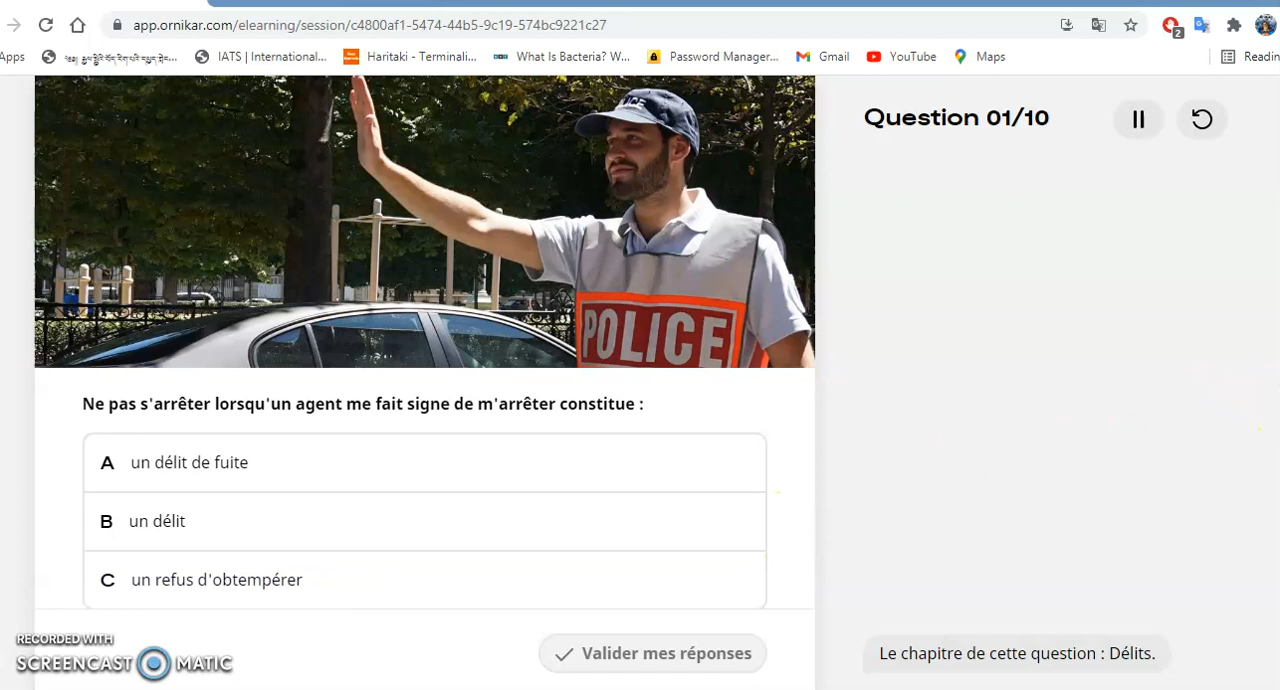 app.ornikar.com/elearning/session/c4800af1-5474-44b5-9c19-574bc9221c27
2
Apps
IATS | International...
Haritaki - Terminali...
What Is Bacteria? W...
Password Manager...
Gmail
YouTube
Maps
Readin
POLICE
POLICE
Question 01/10
Ne pas s'arrêter lorsqu'un agent me fait signe de m'arrêter constitue :
A un délit de fuite
B un délit
C un refus d'obtempérer
Valider mes réponses
Le chapitre de cette question : Délits.
RECORDED WITH
SCREENCAST MATIC